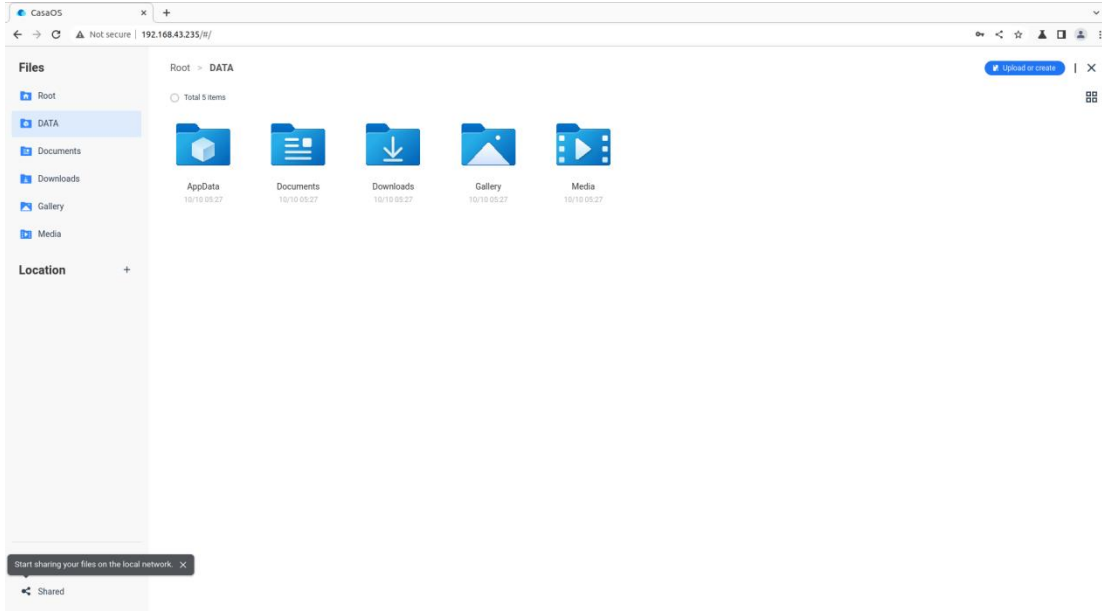 CasaOS
Not secure | 192.168.43.235/#/
Files
Root
DATA
Documents
Downloads
Gallery
Media
Location +
Root > DATA
Upload or create
Total 5 items
AppData
10/10 05:27
Documents
10/10 05:27
Downloads
10/10 05:27
Gallery
10/10 05:27
Media
10/10 05:27
Start sharing your files on the local network.
Shared